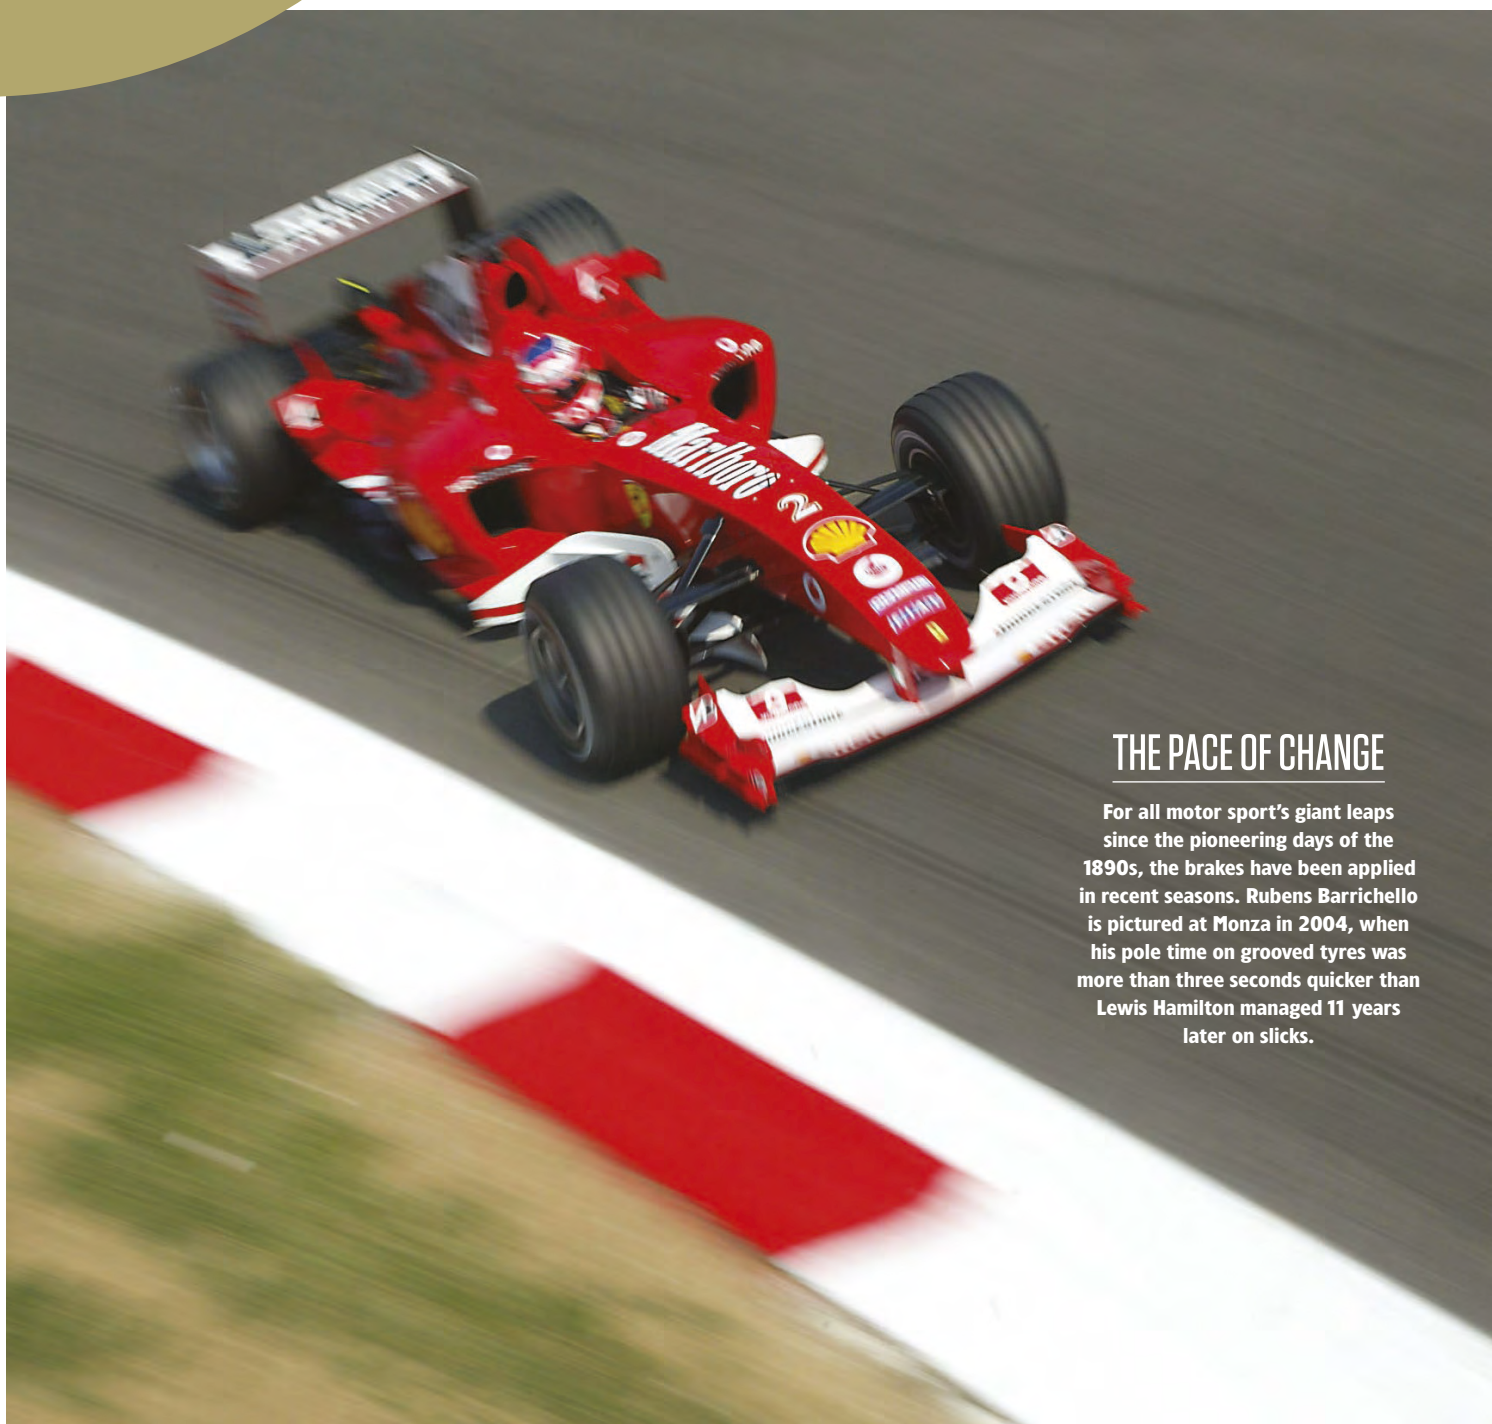 Marlboro
2
THE PACE OF CHANGE
For all motor sport’s giant leaps
since the pioneering days of the
1890s, the brakes have been applied
in recent seasons. Rubens Barrichello
is pictured at Monza in 2004, when
his pole time on grooved tyres was
more than three seconds quicker than
Lewis Hamilton managed 11 years
later on slicks.